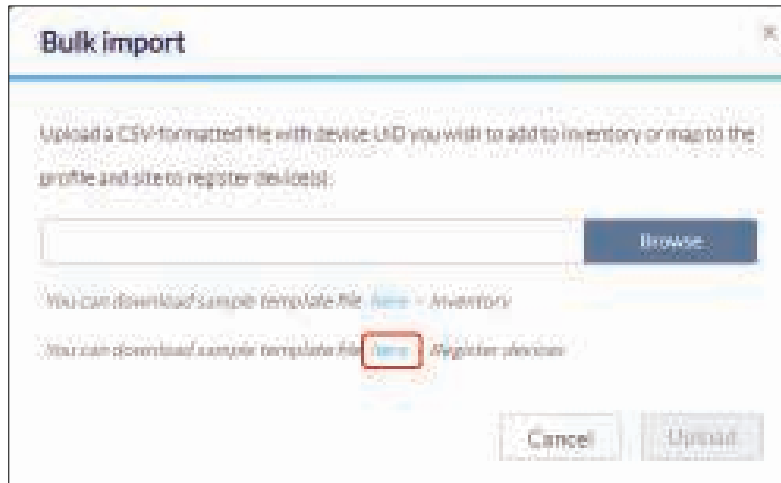 Bulk import
Upload a CSV-formatted file with device UID you wish to add to inventory or map to the
profile and site to register device(s).
Browse
You can download sample template file here - Inventory
You can download sample template file here Register devices
Cancel
Upload